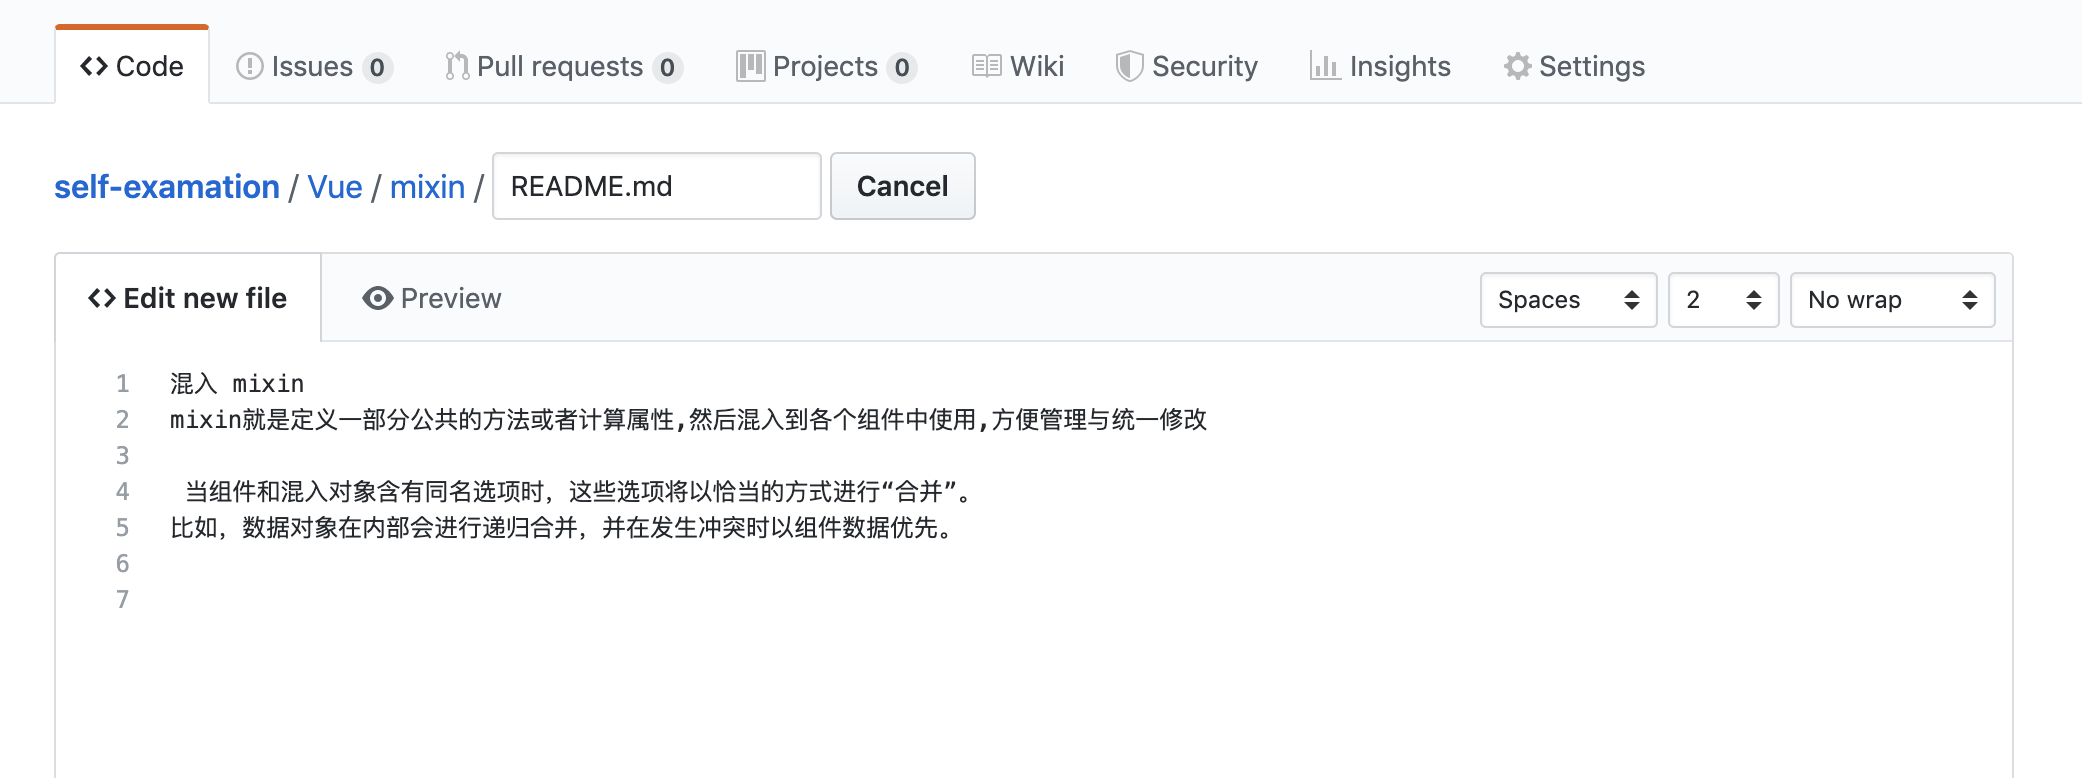 Code Issues 0 Pull requests 0 Projects 0 Wiki Security Insights Settings
self-examation / Vue / mixin / README.md Cancel
Edit new file Preview Spaces 2 No wrap
1 混入 mixin
2 mixin就是定义一部分公共的方法或者计算属性,然后混入到各个组件中使用,方便管理与统一修改
3
4 当组件和混入对象含有同名选项时，这些选项将以恰当的方式进行“合并”。
5 比如，数据对象在内部会进行递归合并，并在发生冲突时以组件数据优先。
6
7